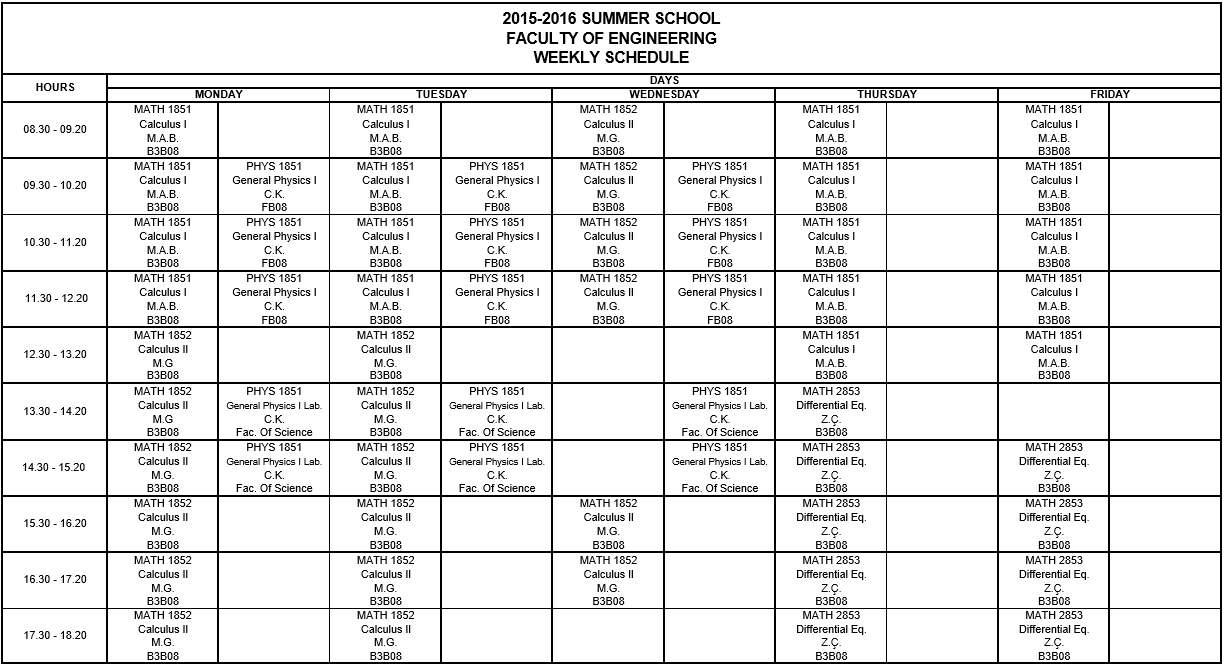 2015-2016 SUMMER SCHOOL
FACULTY OF ENGINEERING
WEEKLY SCHEDULE
HOURS DAYS
MONDAY TUESDAY WEDNESDAY THURSDAY FRIDAY
MATH 1851 MATH 1851 MATH 1852 MATH 1851 MATH 1851
Calculus I Calculus I Calculus II Calculus I Calculus I
08.30 - 09.20 M.A.B. M.A.B. M.G. M.A.B. M.A.B.
B3B08 B3B08 B3B08 B3B08 B3B08
MATH 1851 PHYS 1851 MATH 1851 PHYS 1851 MATH 1852 PHYS 1851 MATH 1851 MATH 1851
Calculus I General Physics I Calculus I General Physics I Calculus II General Physics I Calculus I Calculus I
09.30 - 10.20 M.A.B. C.K. M.A.B. C.K. M.G. C.K. M.A.B. M.A.B.
B3B08 FB08 B3B08 FB08 B3B08 FB08 B3B08 B3B08
MATH 1851 PHYS 1851 MATH 1851 PHYS 1851 MATH 1852 PHYS 1851 MATH 1851 MATH 1851
Calculus I General Physics I Calculus I General Physics I Calculus II General Physics I Calculus I Calculus I
10.30 - 11.20 M.A.B. C.K. M.A.B. C.K. M.G. C.K. M.A.B. M.A.B.
B3B08 FB08 B3B08 FB08 B3B08 FB08 B3B08 B3B08
MATH 1851 PHYS 1851 MATH 1851 PHYS 1851 MATH 1852 PHYS 1851 MATH 1851 MATH 1851
Calculus I General Physics I Calculus I General Physics I Calculus II General Physics I Calculus I Calculus I
11.30 - 12.20 M.A.B. C.K. M.A.B. C.K. M.G. C.K. M.A.B. M.A.B.
B3B08 FB08 B3B08 FB08 B3B08 FB08 B3B08 B3B08
MATH 1852 MATH 1852 MATH 1851 MATH 1851
Calculus II Calculus II Calculus I Calculus I
12.30 - 13.20 M.G M.G. M.A.B. M.A.B.
B3B08 B3B08 B3B08 B3B08
MATH 1852 PHYS 1851 MATH 1852 PHYS 1851 PHYS 1851 MATH 2853
Calculus II General Physics I Lab. Calculus II General Physics I Lab. General Physics I Lab. Differential Eq.
13.30 - 14.20 M.G C.K. M.G. C.K. C.K. Z.Ç.
B3B08 Fac. Of Science B3B08 Fac. Of Science Fac. Of Science B3B08
MATH 1852 PHYS 1851 MATH 1852 PHYS 1851 PHYS 1851 MATH 2853 MATH 2853
Calculus II General Physics I Lab. Calculus II General Physics I Lab. General Physics I Lab. Differential Eq. Differential Eq.
14.30 - 15.20 M.G. C.K. M.G. C.K. C.K. Z.Ç. Z.Ç.
B3B08 Fac. Of Science B3B08 Fac. Of Science Fac. Of Science B3B08 B3B08
MATH 1852 MATH 1852 MATH 1852 MATH 2853 MATH 2853
Calculus II Calculus II Calculus II Differential Eq. Differential Eq.
15.30 - 16.20 M.G. M.G. M.G. Z.Ç. Z.Ç.
B3B08 B3B08 B3B08 B3B08 B3B08
MATH 1852 MATH 1852 MATH 1852 MATH 2853 MATH 2853
Calculus II Calculus II Calculus II Differential Eq. Differential Eq.
16.30 - 17.20 M.G. M.G. M.G. Z.Ç. Z.Ç.
B3B08 B3B08 B3B08 B3B08 B3B08
MATH 1852 MATH 1852 MATH 2853 MATH 2853
Calculus II Calculus II Differential Eq. Differential Eq.
17.30 - 18.20 M.G. M.G. Z.Ç. Z.Ç.
B3B08 B3B08 B3B08 B3B08